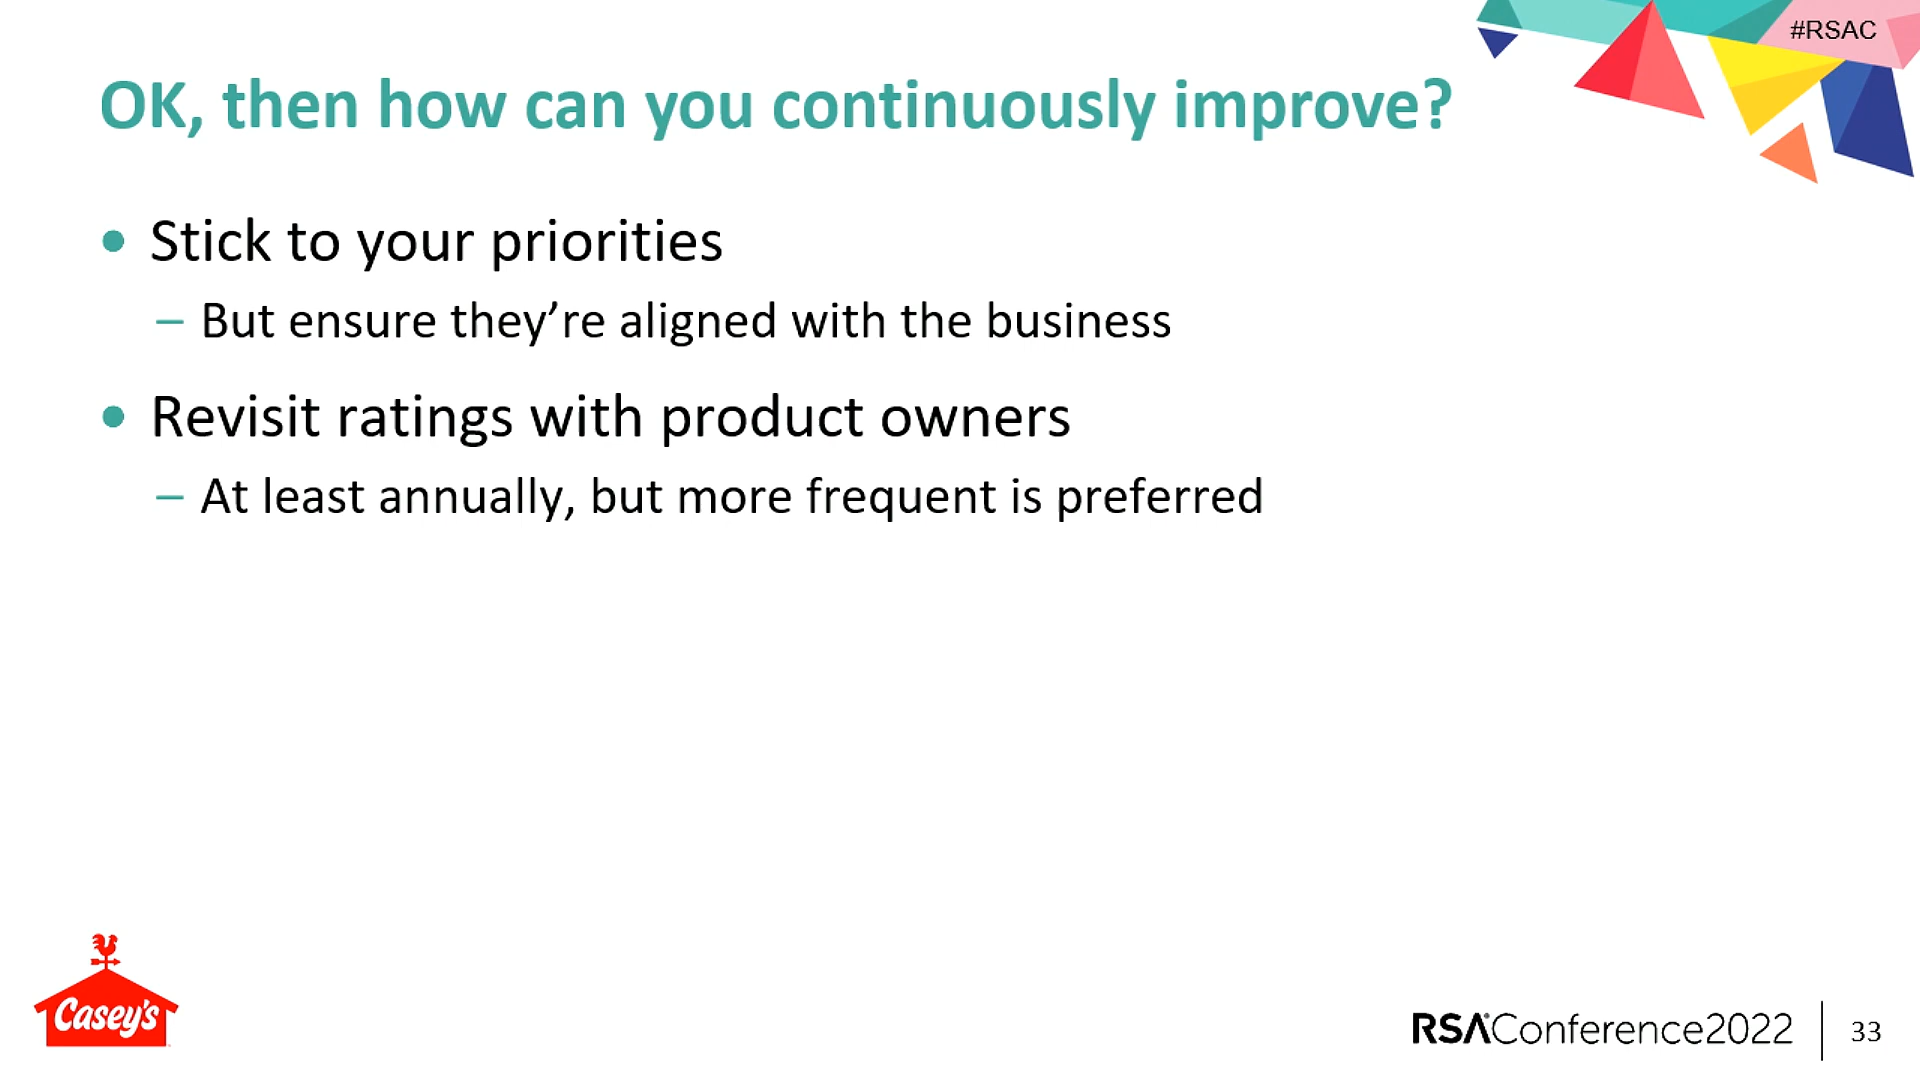 #RSAC
OK, then how can you continuously improve?
• Stick to your priorities
– But ensure they’re aligned with the business
• Revisit ratings with product owners
– At least annually, but more frequent is preferred
Casey's
RSAConference2022
33